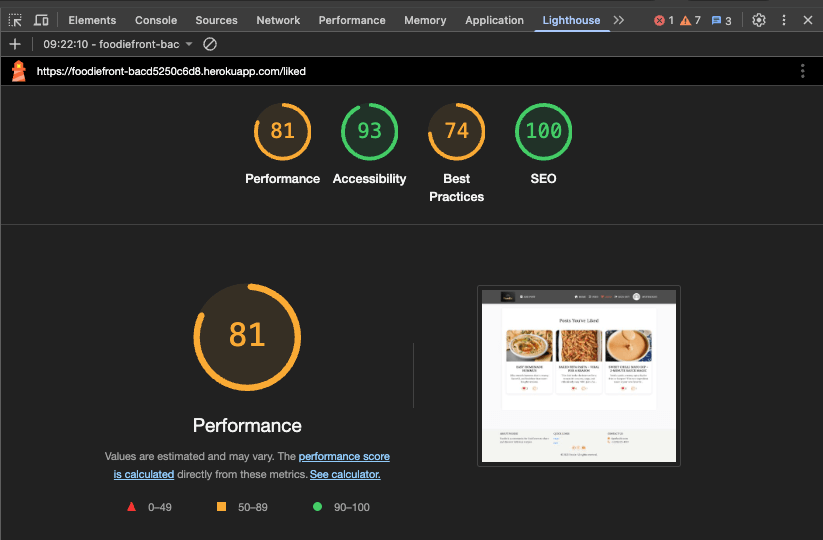 Elements Console Sources Network Performance Memory Application Lighthouse 1 7 3
09:22:10 - foodiefront-bac
https://foodiefront-bacd5250c6d8.herokuapp.com/liked
81 93 74 100
Performance Accessibility Best Practices SEO
81
Performance
Values are estimated and may vary. The performance score
is calculated directly from these metrics. See calculator.
0–49 50–89 90–100
Posts You've Liked